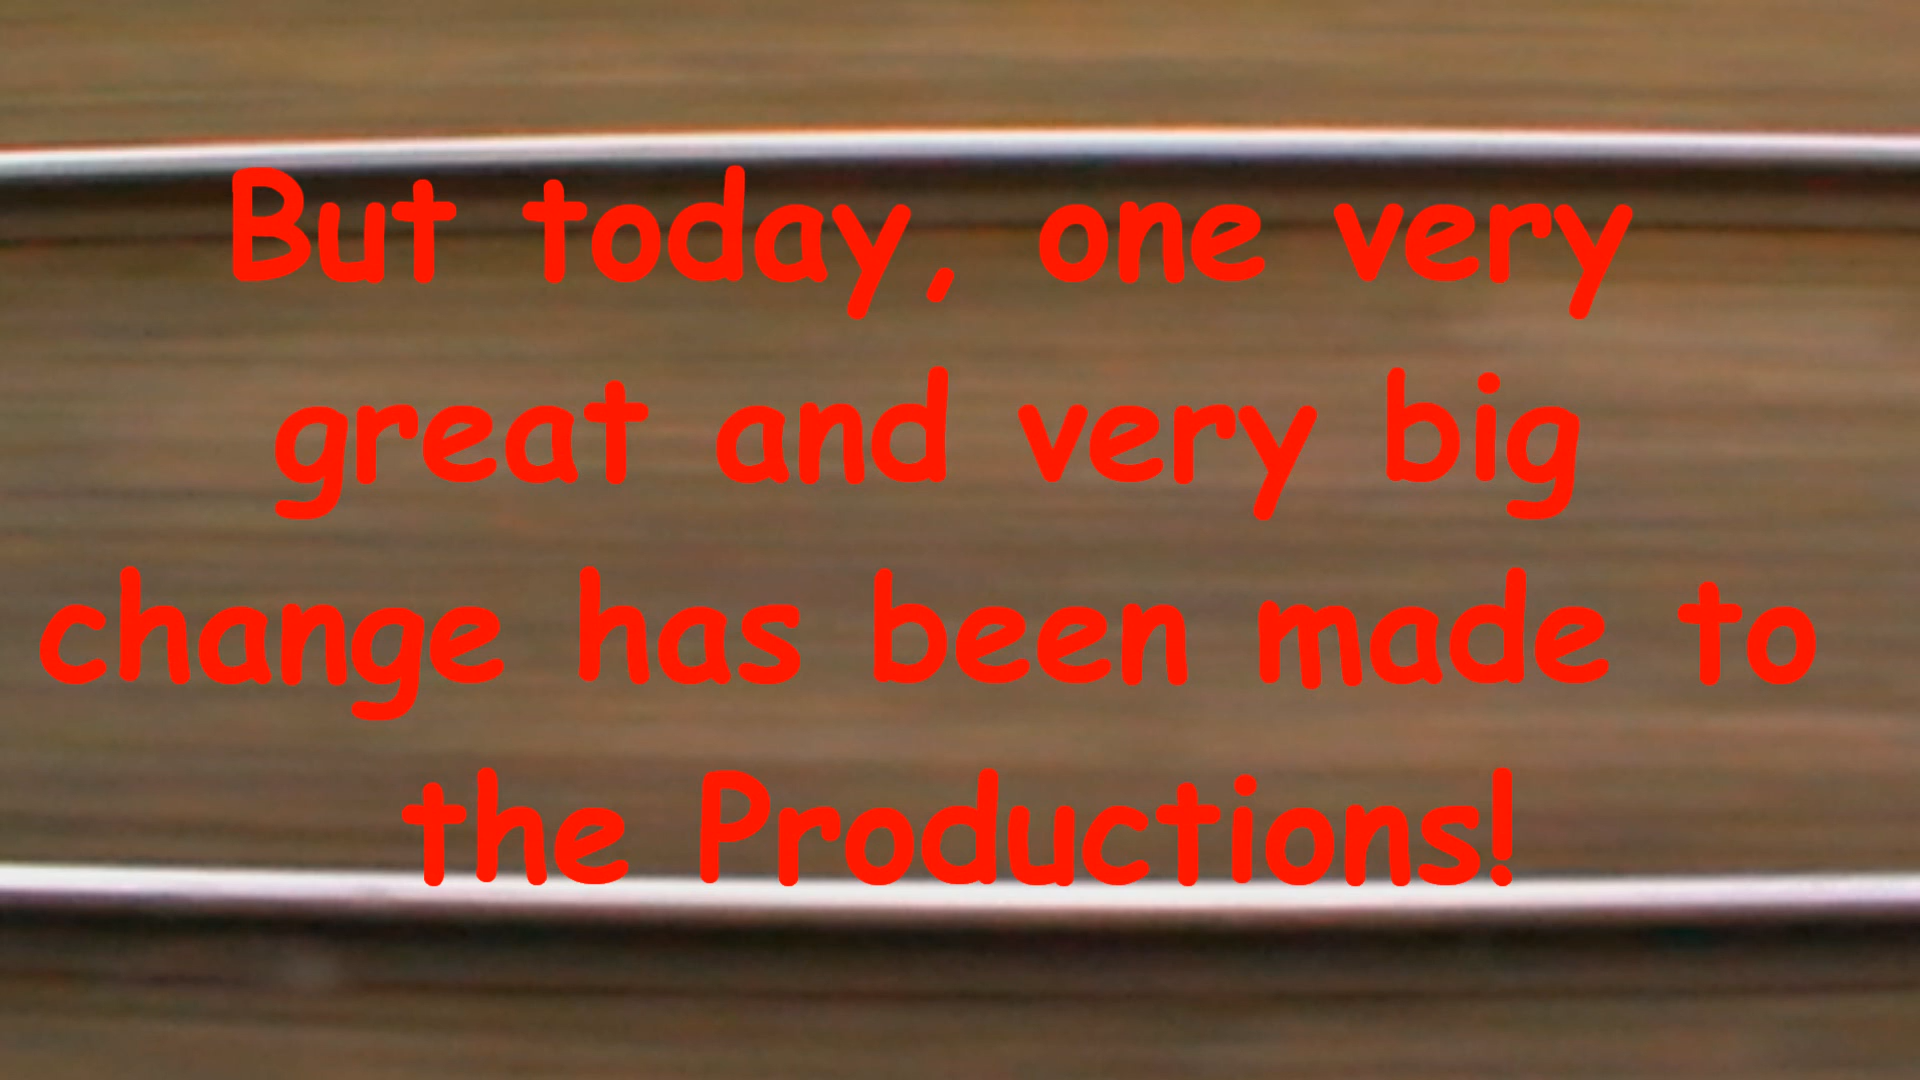 But today, one very
great and very big
change has been made to
the Productions!